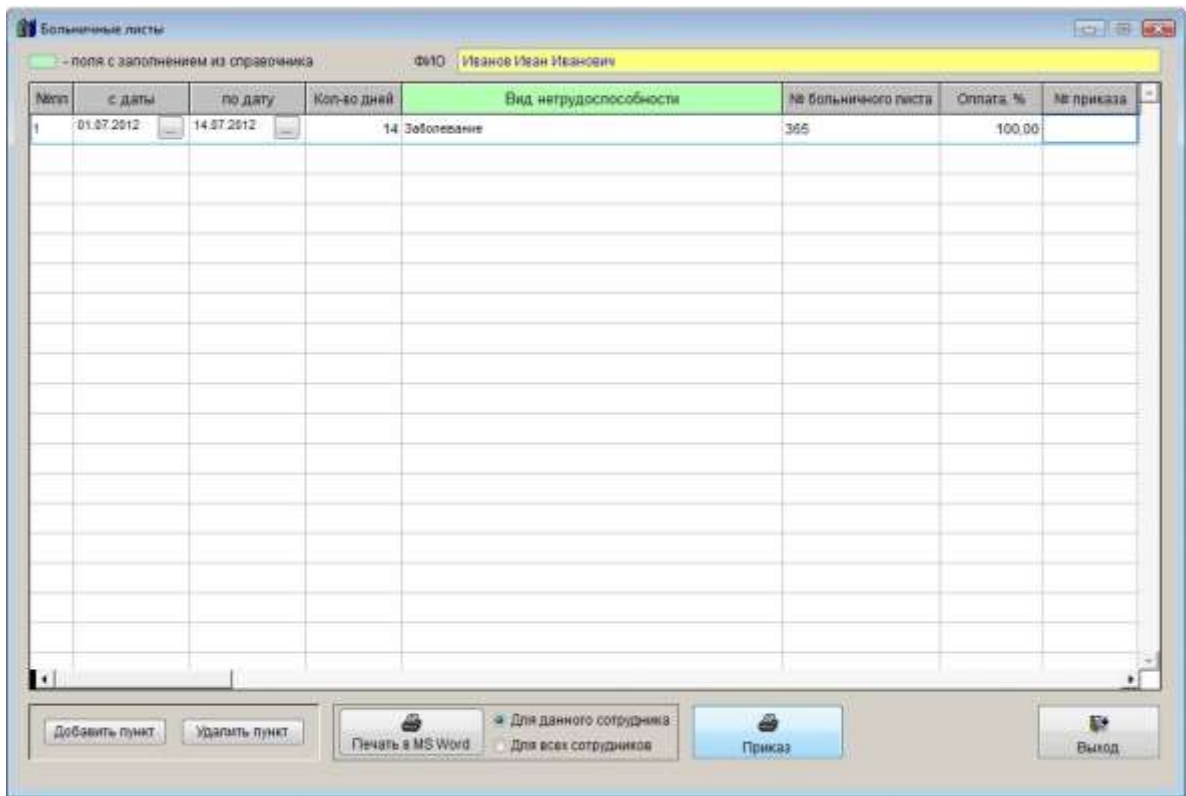 Больничные листы
- поля с заполнением из справочника ФИО Иванов Иван Иванович
№пп с даты по дату Кол-во дней Вид нетрудоспособности № больничного листа Оплата, % № приказа
1 01.07.2012 ... 14.07.2012 ... 14 Заболевание 365 100,00
Добавить пункт Удалить пункт Печать в MS Word Для данного сотрудника Для всех сотрудников Приказ Выход